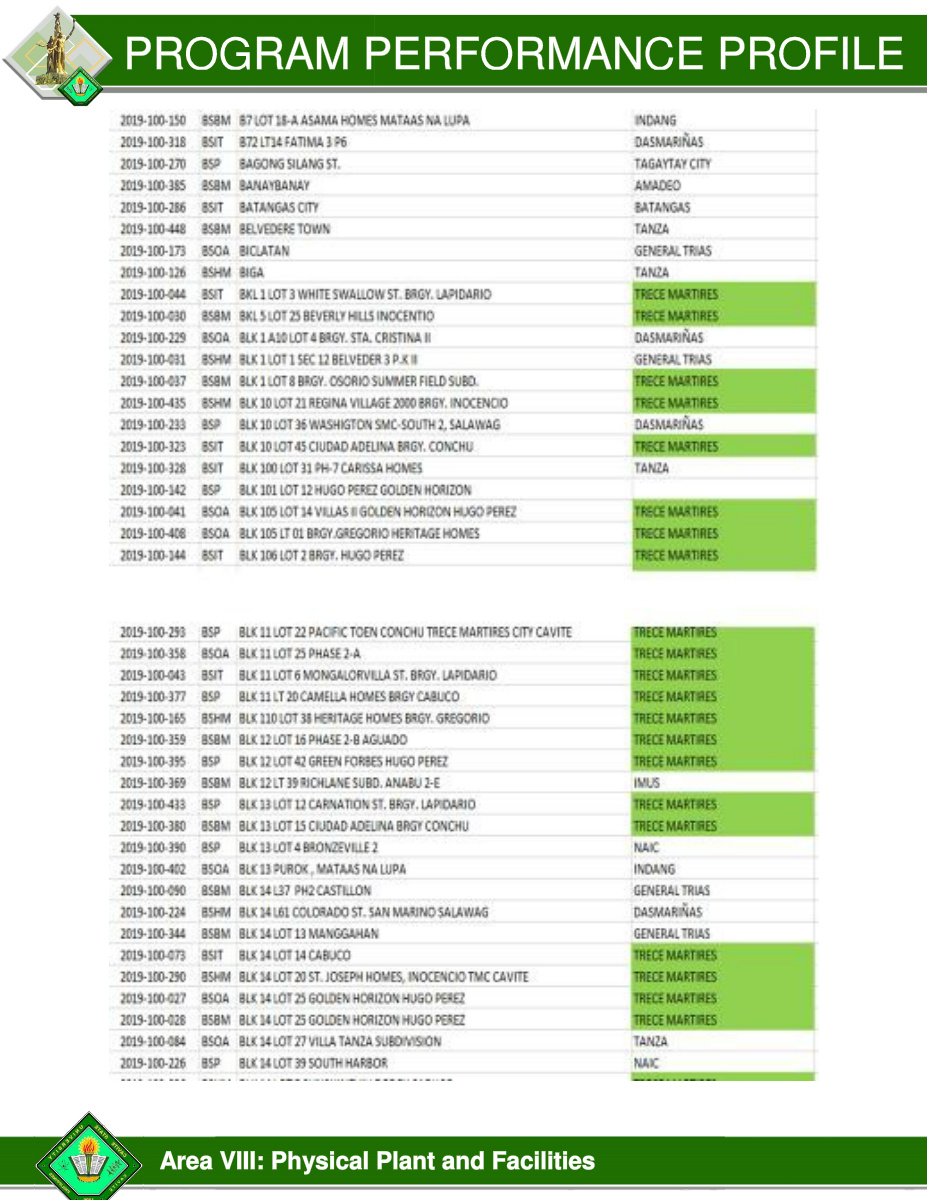 PROGRAM PERFORMANCE PROFILE
2019-100-150 BSBM B7 LOT 18-A ASAMA HOMES MATAAS NA LUPA INDANG
2019-100-318 BSIT B72 LT14 FATIMA 3 P6 DASMARIÑAS
2019-100-270 BSP BAGONG SILANG ST. TAGAYTAY CITY
2019-100-385 BSBM BANAYBANAY AMADEO
2019-100-286 BSIT BATANGAS CITY BATANGAS
2019-100-448 BSBM BELVEDERE TOWN TANZA
2019-100-173 BSOA BICLATAN GENERAL TRIAS
2019-100-126 BSHM BIGA TANZA
2019-100-044 BSIT BKL 1 LOT 3 WHITE SWALLOW ST. BRGY. LAPIDARIO TRECE MARTIRES
2019-100-030 BSBM BKL 5 LOT 25 BEVERLY HILLS INOCENTIO TRECE MARTIRES
2019-100-229 BSOA BLK 1 A10 LOT 4 BRGY. STA. CRISTINA II DASMARIÑAS
2019-100-031 BSHM BLK 1 LOT 1 SEC 12 BELVEDER 3 P.K II GENERAL TRIAS
2019-100-037 BSBM BLK 1 LOT 8 BRGY. OSORIO SUMMER FIELD SUBD. TRECE MARTIRES
2019-100-435 BSHM BLK 10 LOT 21 REGINA VILLAGE 2000 BRGY. INOCENCIO TRECE MARTIRES
2019-100-233 BSP BLK 10 LOT 36 WASHIGTON SMC-SOUTH 2, SALAWAG DASMARIÑAS
2019-100-323 BSIT BLK 10 LOT 45 CIUDAD ADELINA BRGY. CONCHU TRECE MARTIRES
2019-100-328 BSIT BLK 100 LOT 31 PH-7 CARISSA HOMES TANZA
2019-100-142 BSP BLK 101 LOT 12 HUGO PEREZ GOLDEN HORIZON
2019-100-041 BSOA BLK 105 LOT 14 VILLAS II GOLDEN HORIZON HUGO PEREZ TRECE MARTIRES
2019-100-408 BSOA BLK 105 LT 01 BRGY.GREGORIO HERITAGE HOMES TRECE MARTIRES
2019-100-144 BSIT BLK 106 LOT 2 BRGY. HUGO PEREZ TRECE MARTIRES
2019-100-293 BSP BLK 11 LOT 22 PACIFIC TOEN CONCHU TRECE MARTIRES CITY CAVITE TRECE MARTIRES
2019-100-358 BSOA BLK 11 LOT 25 PHASE 2-A TRECE MARTIRES
2019-100-043 BSIT BLK 11 LOT 6 MONGALORVILLA ST. BRGY. LAPIDARIO TRECE MARTIRES
2019-100-377 BSP BLK 11 LT 20 CAMELLA HOMES BRGY CABUCO TRECE MARTIRES
2019-100-165 BSHM BLK 110 LOT 38 HERITAGE HOMES BRGY. GREGORIO TRECE MARTIRES
2019-100-359 BSBM BLK 12 LOT 16 PHASE 2-B AGUADO TRECE MARTIRES
2019-100-395 BSP BLK 12 LOT 42 GREEN FORBES HUGO PEREZ TRECE MARTIRES
2019-100-369 BSBM BLK 12 LT 39 RICHLANE SUBD. ANABU 2-E IMUS
2019-100-433 BSP BLK 13 LOT 12 CARNATION ST. BRGY. LAPIDARIO TRECE MARTIRES
2019-100-380 BSBM BLK 13 LOT 15 CIUDAD ADELINA BRGY CONCHU TRECE MARTIRES
2019-100-390 BSP BLK 13 LOT 4 BRONZEVILLE 2 NAIC
2019-100-402 BSOA BLK 13 PUROK , MATAAS NA LUPA INDANG
2019-100-090 BSBM BLK 14 L37 PH2 CASTILLON GENERAL TRIAS
2019-100-224 BSHM BLK 14 L61 COLORADO ST. SAN MARINO SALAWAG DASMARIÑAS
2019-100-344 BSBM BLK 14 LOT 13 MANGGAHAN GENERAL TRIAS
2019-100-073 BSIT BLK 14 LOT 14 CABUCO TRECE MARTIRES
2019-100-290 BSHM BLK 14 LOT 20 ST. JOSEPH HOMES, INOCENCIO TMC CAVITE TRECE MARTIRES
2019-100-027 BSOA BLK 14 LOT 25 GOLDEN HORIZON HUGO PEREZ TRECE MARTIRES
2019-100-028 BSBM BLK 14 LOT 25 GOLDEN HORIZON HUGO PEREZ TRECE MARTIRES
2019-100-084 BSOA BLK 14 LOT 27 VILLA TANZA SUBDIVISION TANZA
2019-100-226 BSP BLK 14 LOT 39 SOUTH HARBOR NAIC
Area VIII: Physical Plant and Facilities